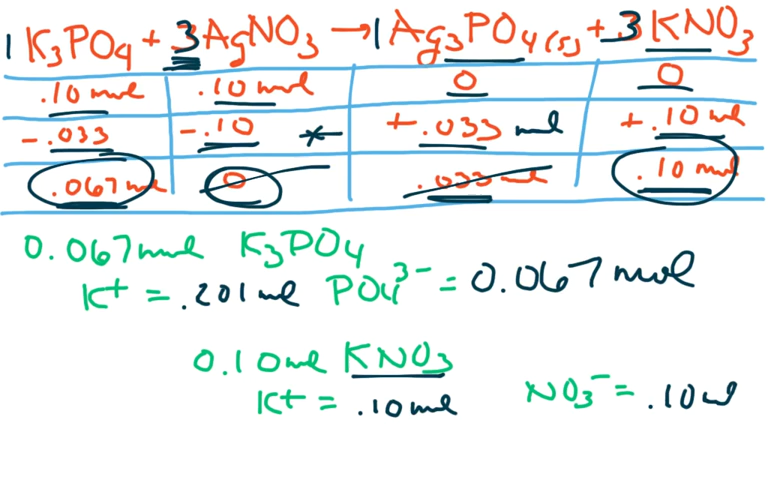 1 K₃PO₄ + 3AgNO₃ → 1 Ag₃PO₄(s) + 3 KNO₃
.10 mol .10 mol 0 0
-.033 -.10 +.033 mol +.10 mol
.067 mol 0 .033 mol .10 mol
0.067 mol K₃PO₄
K⁺ = .201 mol PO₄³⁻ = 0.067 mol
0.10 mol KNO₃
K⁺ = .10 mol NO₃⁻ = .10 mol